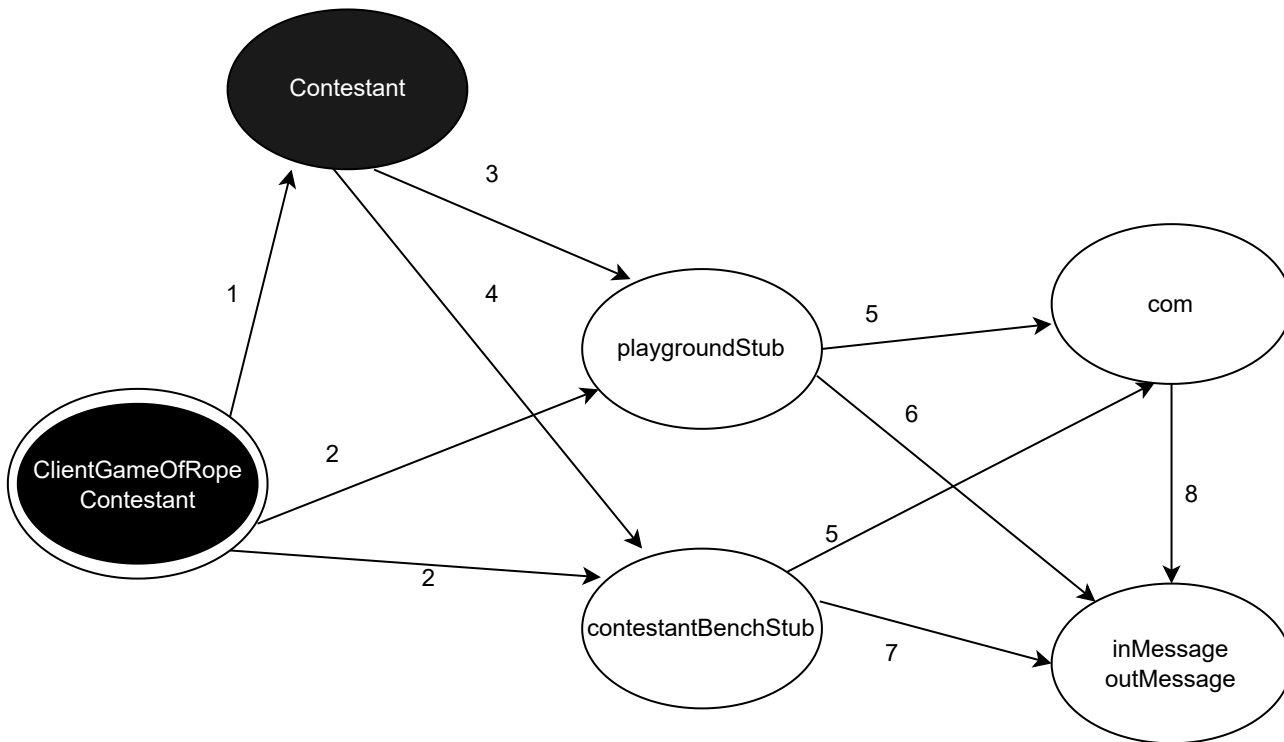 Contestant
3
1
4
com
5
playgroundStub
6
2
ClientGameOfRope
Contestant
8
5
2
contestantBenchStub
7
inMessage
outMessage